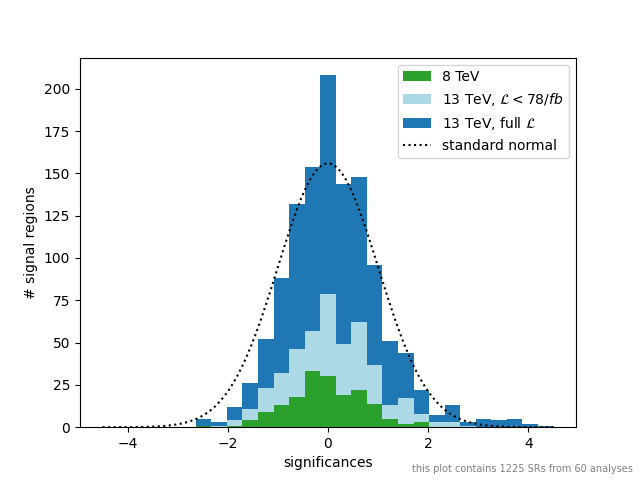 8 TeV
13 TeV, ℒ < 78/fb
13 TeV, full ℒ
standard normal
# signal regions
200
175
150
125
100
75
50
25
0
−4 −2 0 2 4
significances
this plot contains 1225 SRs from 60 analyses